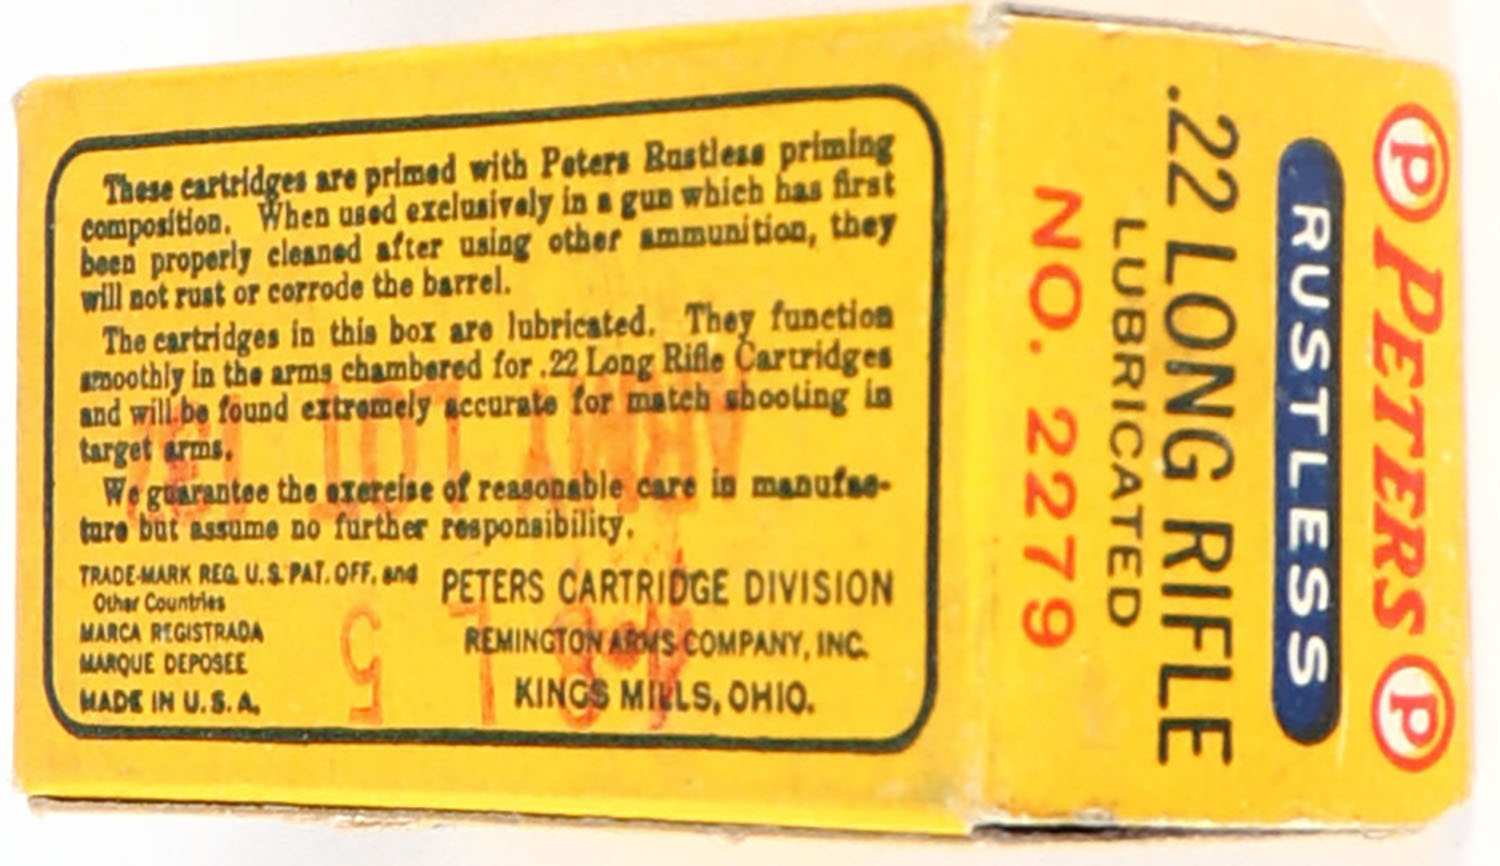 These cartridges are primed with Peters Rustless priming
composition. When used exclusively in a gun which has first
been properly cleaned after using other ammunition, they
will not rust or corrode the barrel.
The cartridges in this box are lubricated. They function
smoothly in the arms chambered for .22 Long Rifle Cartridges
and will be found extremely accurate for match shooting in
target arms.
We guarantee the exercise of reasonable care in manufac-
ture but assume no further responsibility.
TRADE-MARK REG. U.S. PAT. OFF. and
Other Countries
MARCA REGISTRADA
MARQUE DEPOSEE
MADE IN U.S.A.
PETERS CARTRIDGE DIVISION
REMINGTON ARMS COMPANY, INC.
KINGS MILLS, OHIO.
ARMY LOT
P PETERS P
RUSTLESS
.22 LONG RIFLE
LUBRICATED
NO. 2279